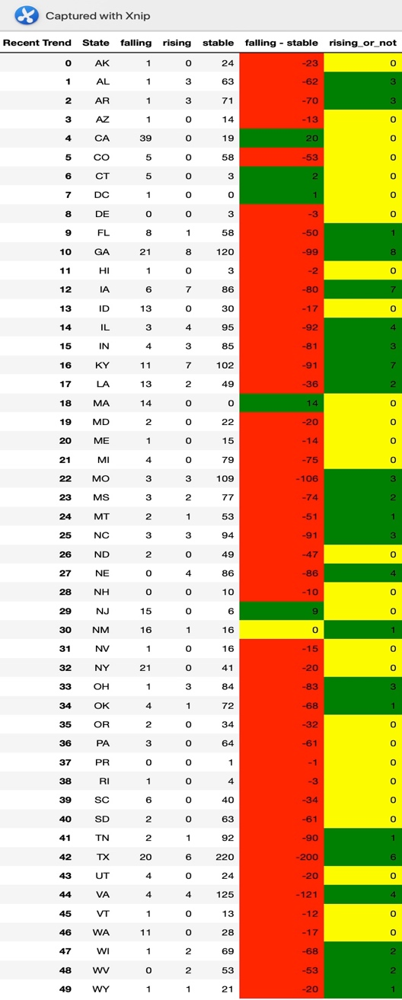 Captured with Xnip
Recent Trend State falling rising stable falling - stable rising_or_not
0 AK 1 0 24 -23 0
1 AL 1 3 63 -62 3
2 AR 1 3 71 -70 3
3 AZ 1 0 14 -13 0
4 CA 39 0 19 20 0
5 CO 5 0 58 -53 0
6 CT 5 0 3 2 0
7 DC 1 0 0 1 0
8 DE 0 0 3 -3 0
9 FL 8 1 58 -50 1
10 GA 21 8 120 -99 8
11 HI 1 0 3 -2 0
12 IA 6 7 86 -80 7
13 ID 13 0 30 -17 0
14 IL 3 4 95 -92 4
15 IN 4 3 85 -81 3
16 KY 11 7 102 -91 7
17 LA 13 2 49 -36 2
18 MA 14 0 0 14 0
19 MD 2 0 22 -20 0
20 ME 1 0 15 -14 0
21 MI 4 0 79 -75 0
22 MO 3 3 109 -106 3
23 MS 3 2 77 -74 2
24 MT 2 1 53 -51 1
25 NC 3 3 94 -91 3
26 ND 2 0 49 -47 0
27 NE 0 4 86 -86 4
28 NH 0 0 10 -10 0
29 NJ 15 0 6 9 0
30 NM 16 1 16 0 1
31 NV 1 0 16 -15 0
32 NY 21 0 41 -20 0
33 OH 1 3 84 -83 3
34 OK 4 1 72 -68 1
35 OR 2 0 34 -32 0
36 PA 3 0 64 -61 0
37 PR 0 0 1 -1 0
38 RI 1 0 4 -3 0
39 SC 6 0 40 -34 0
40 SD 2 0 63 -61 0
41 TN 2 1 92 -90 1
42 TX 20 6 220 -200 6
43 UT 4 0 24 -20 0
44 VA 4 4 125 -121 4
45 VT 1 0 13 -12 0
46 WA 11 0 28 -17 0
47 WI 1 2 69 -68 2
48 WV 0 2 53 -53 2
49 WY 1 1 21 -20 1